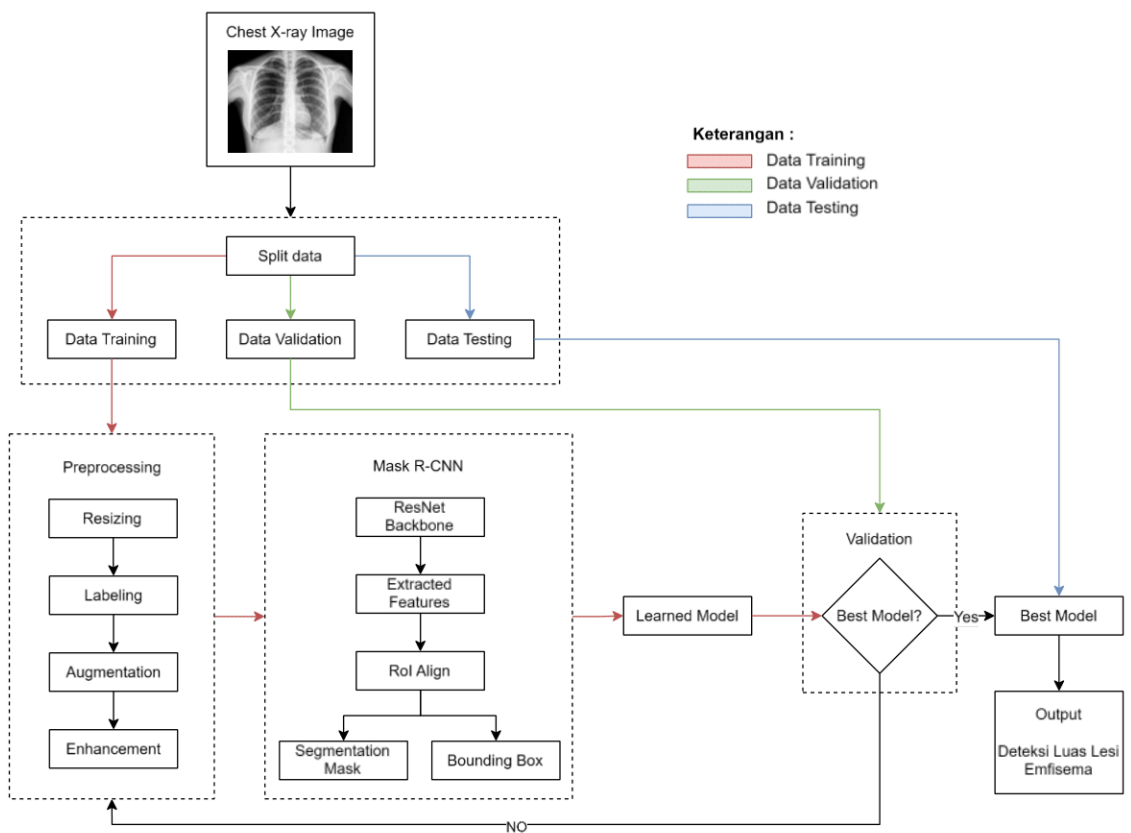 Chest X-ray Image
Keterangan :
Data Training
Data Validation
Data Testing
Split data
Data Training
Data Validation
Data Testing
Preprocessing
Resizing
Labeling
Augmentation
Enhancement
Mask R-CNN
ResNet
Backbone
Extracted
Features
RoI Align
Segmentation
Mask
Bounding Box
Learned Model
Validation
Best Model?
Yes
Best Model
Output
Deteksi Luas Lesi
Emfisema
NO